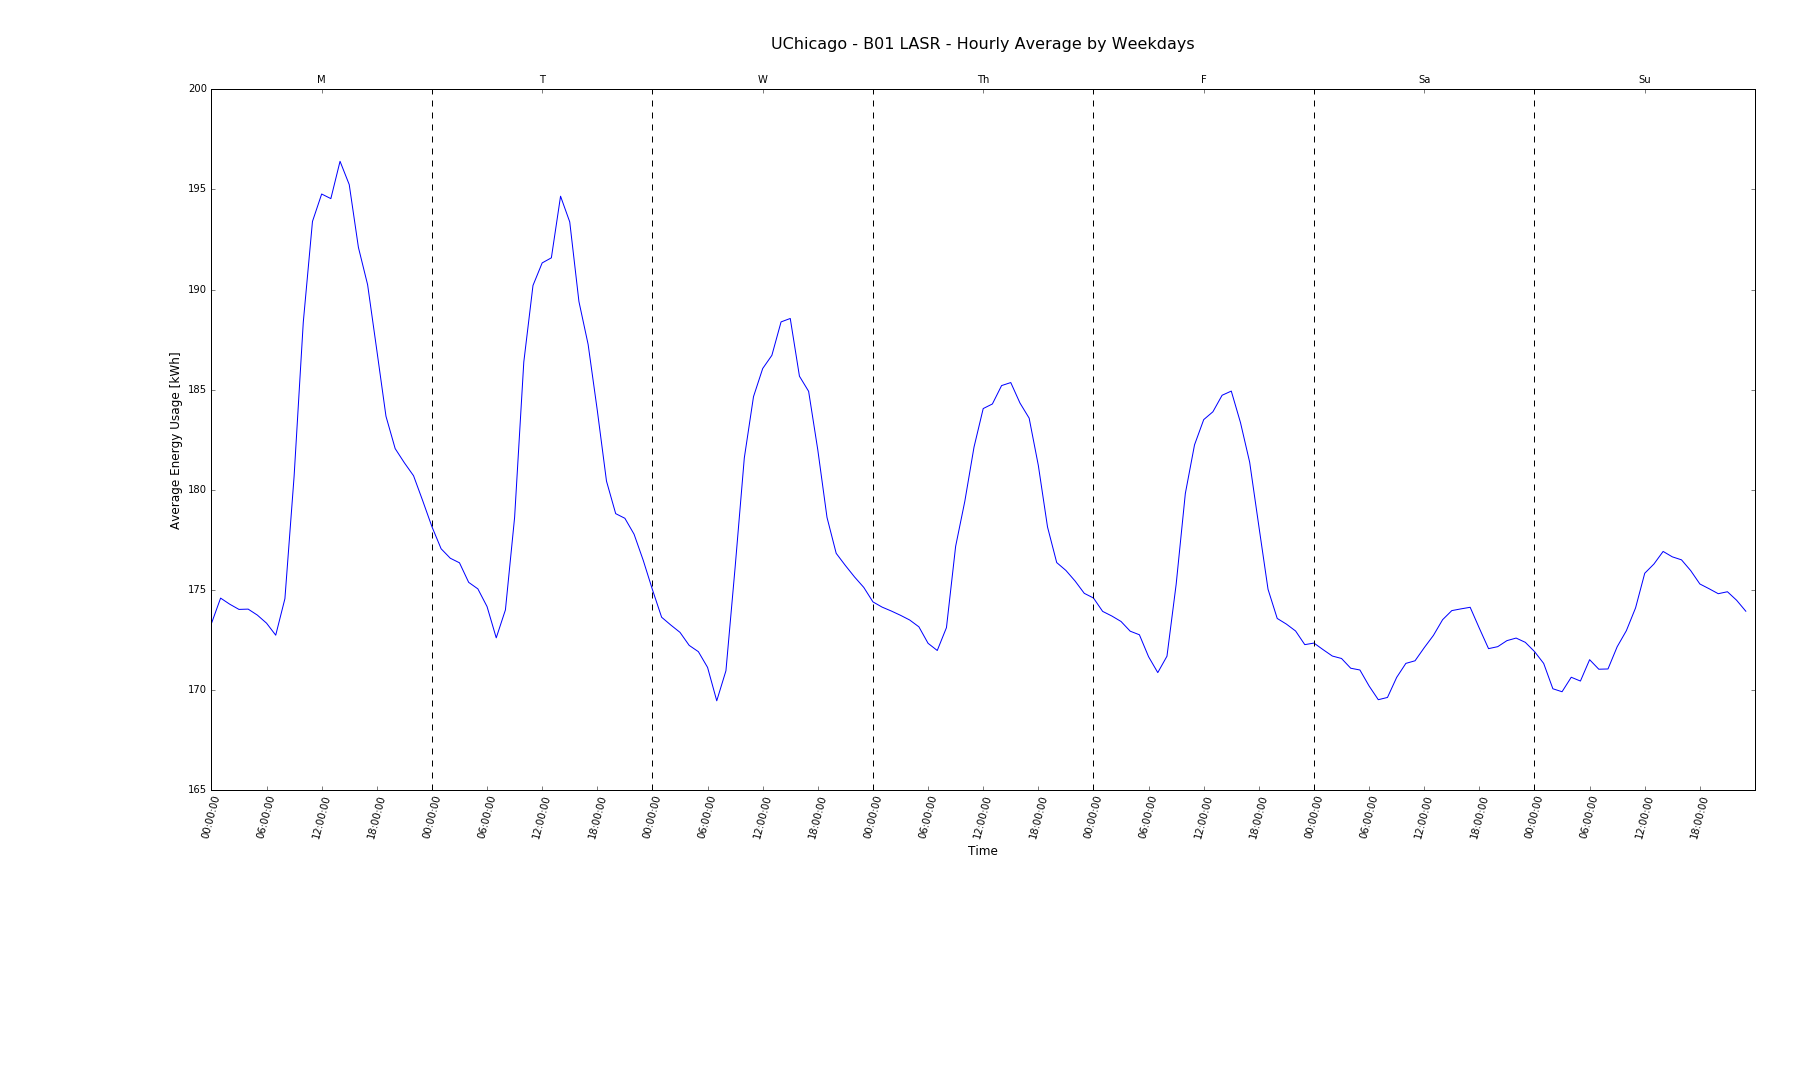 UChicago - B01 LASR - Hourly Average by Weekdays
M T W Th F Sa Su
200
195
190
185
180
175
170
165
Average Energy Usage [kWh]
00:00:00 06:00:00 12:00:00 18:00:00 00:00:00 06:00:00 12:00:00 18:00:00 00:00:00 06:00:00 12:00:00 18:00:00 00:00:00 06:00:00 12:00:00 18:00:00 00:00:00 06:00:00 12:00:00 18:00:00 00:00:00 06:00:00 12:00:00 18:00:00 00:00:00 06:00:00 12:00:00 18:00:00
Time